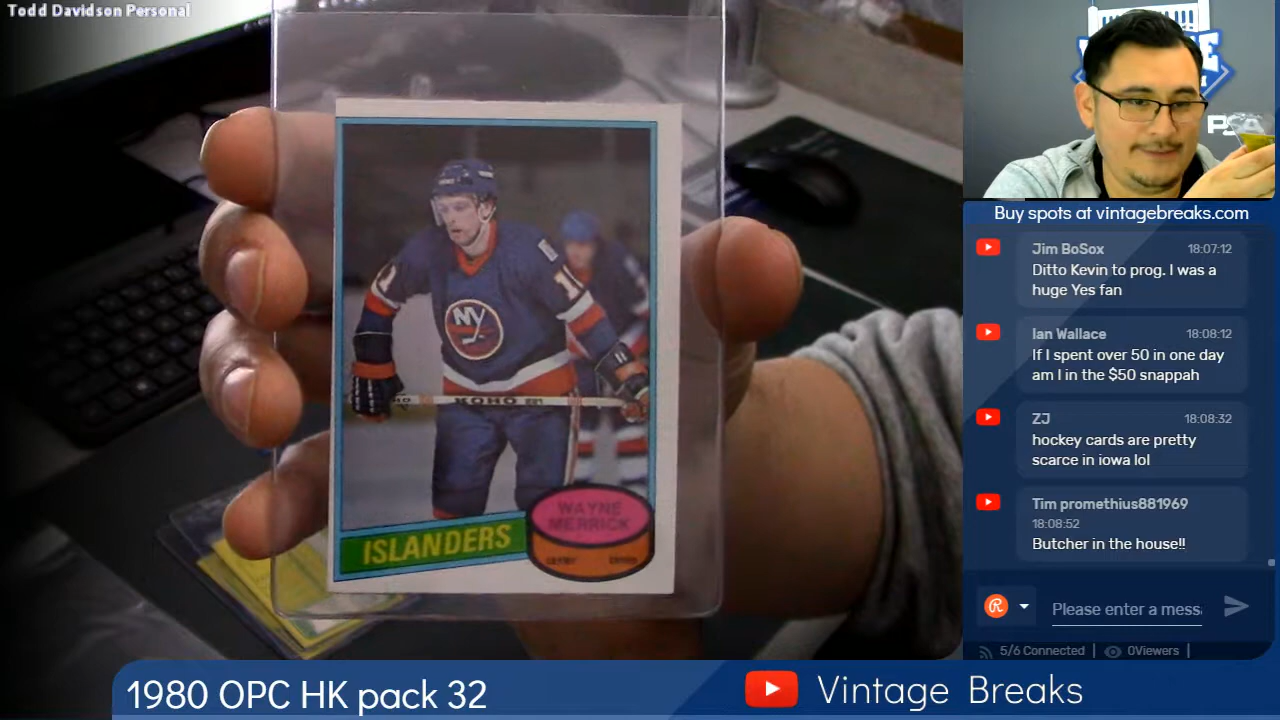 Todd Davidson Personal
PSA
Buy spots at vintagebreaks.com
Jim BoSox 18:07:12
Ditto Kevin to prog. I was a
huge Yes fan
Ian Wallace 18:08:12
If I spent over 50 in one day
am I in the $50 snappah
ZJ 18:08:32
hockey cards are pretty
scarce in iowa lol
Tim promethius881969
18:08:52
Butcher in the house!!
Please enter a mess
5/6 Connected | 0Viewers |
NY
11
KOHO
WAYNE
MERRICK
ISLANDERS
1980 OPC HK pack 32
Vintage Breaks